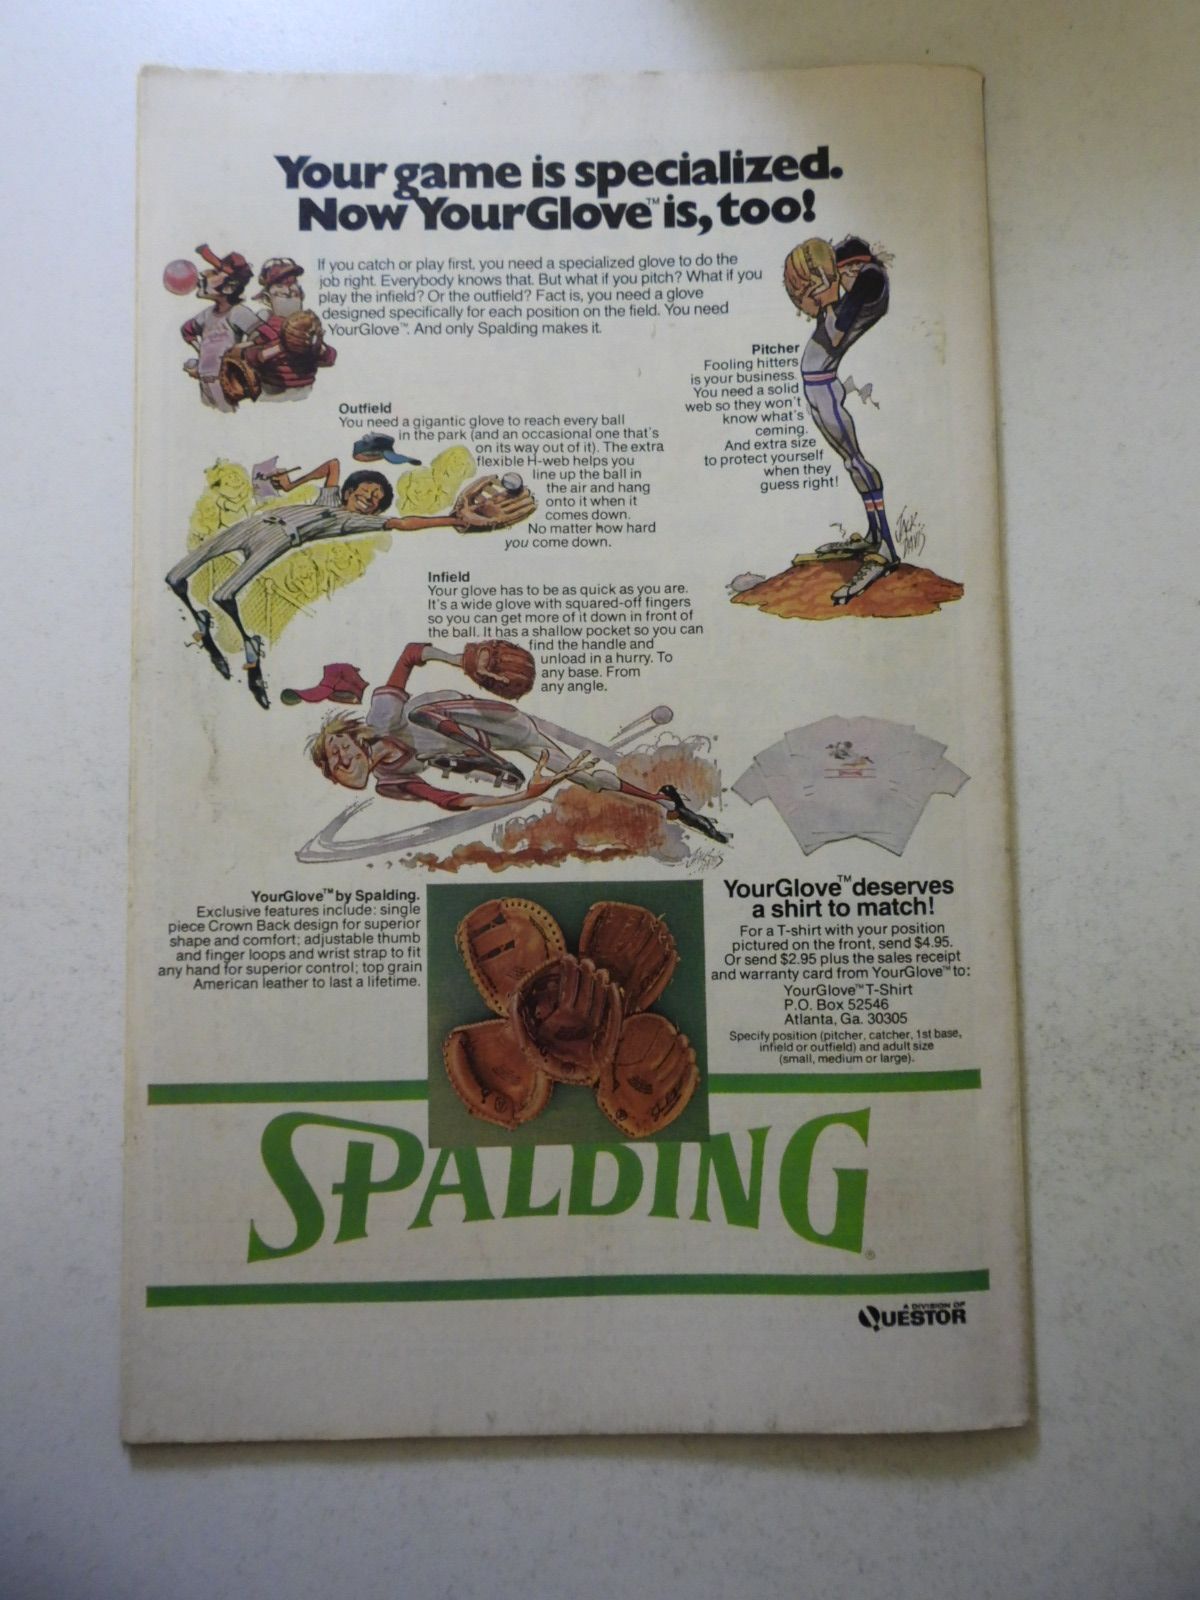 Your game is specialized.
Now YourGlove™ is, too!
If you catch or play first, you need a specialized glove to do the
job right. Everybody knows that. But what if you pitch? What if you
play the infield? Or the outfield? Fact is, you need a glove
designed specifically for each position on the field. You need
YourGlove™. And only Spalding makes it.
Pitcher
Fooling hitters
is your business.
You need a solid
web so they won't
know what's
coming.
And extra size
to protect yourself
when they
guess right!
JACK
DAVIS
Outfield
You need a gigantic glove to reach every ball
in the park (and an occasional one that's
on its way out of it). The extra
flexible H-web helps you
line up the ball in
the air and hang
onto it when it
comes down.
No matter how hard
you come down.
Infield
Your glove has to be as quick as you are.
It's a wide glove with squared-off fingers
so you can get more of it down in front of
the ball. It has a shallow pocket so you can
find the handle and
unload in a hurry. To
any base. From
any angle.
YourGlove™ by Spalding.
Exclusive features include: single
piece Crown Back design for superior
shape and comfort; adjustable thumb
and finger loops and wrist strap to fit
any hand for superior control; top grain
American leather to last a lifetime.
YourGlove™ deserves
a shirt to match!
For a T-shirt with your position
pictured on the front, send $4.95.
Or send $2.95 plus the sales receipt
and warranty card from YourGlove™ to:
YourGlove™ T-Shirt
P.O. Box 52546
Atlanta, Ga. 30305
Specify position (pitcher, catcher, 1st base,
infield or outfield) and adult size
(small, medium or large).
SPALDING®
A DIVISION OF
QUESTOR